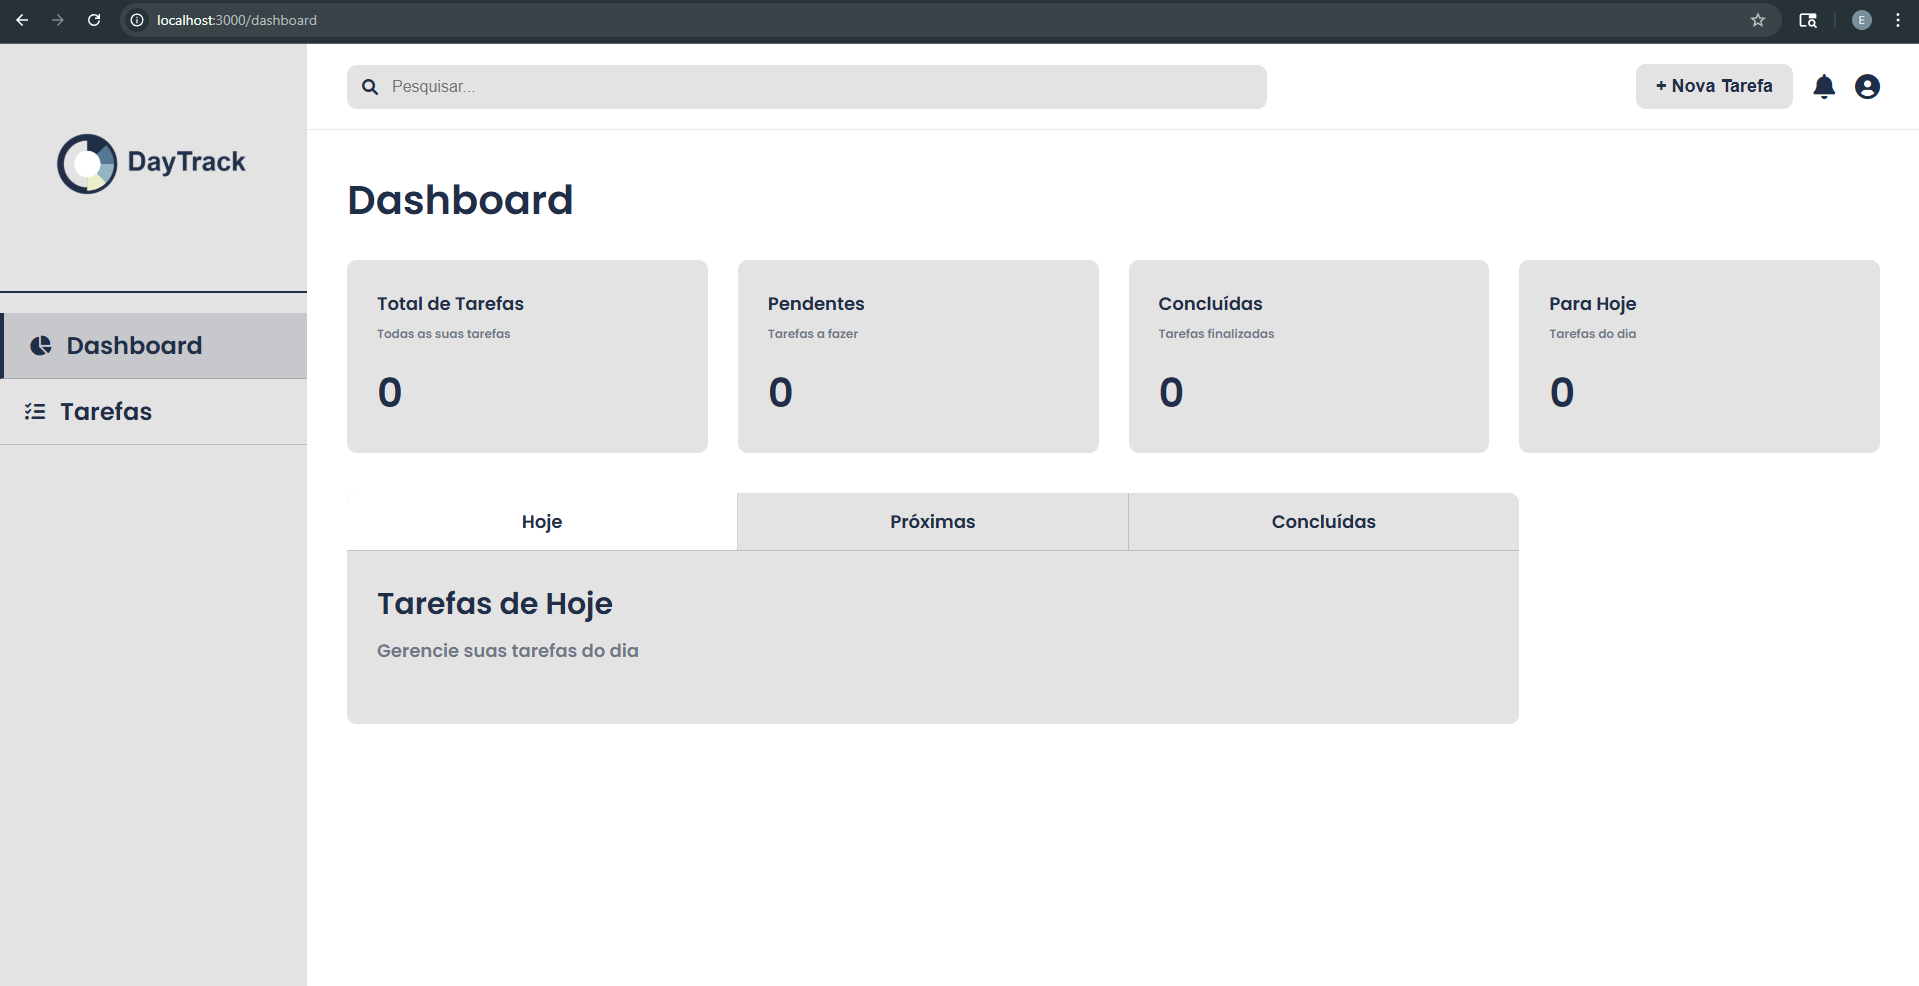 localhost:3000/dashboard
E
DayTrack
Pesquisar...
+ Nova Tarefa
Dashboard
Tarefas
Dashboard
Total de Tarefas
Todas as suas tarefas
0
Pendentes
Tarefas a fazer
0
Concluídas
Tarefas finalizadas
0
Para Hoje
Tarefas do dia
0
Hoje
Próximas
Concluídas
Tarefas de Hoje
Gerencie suas tarefas do dia